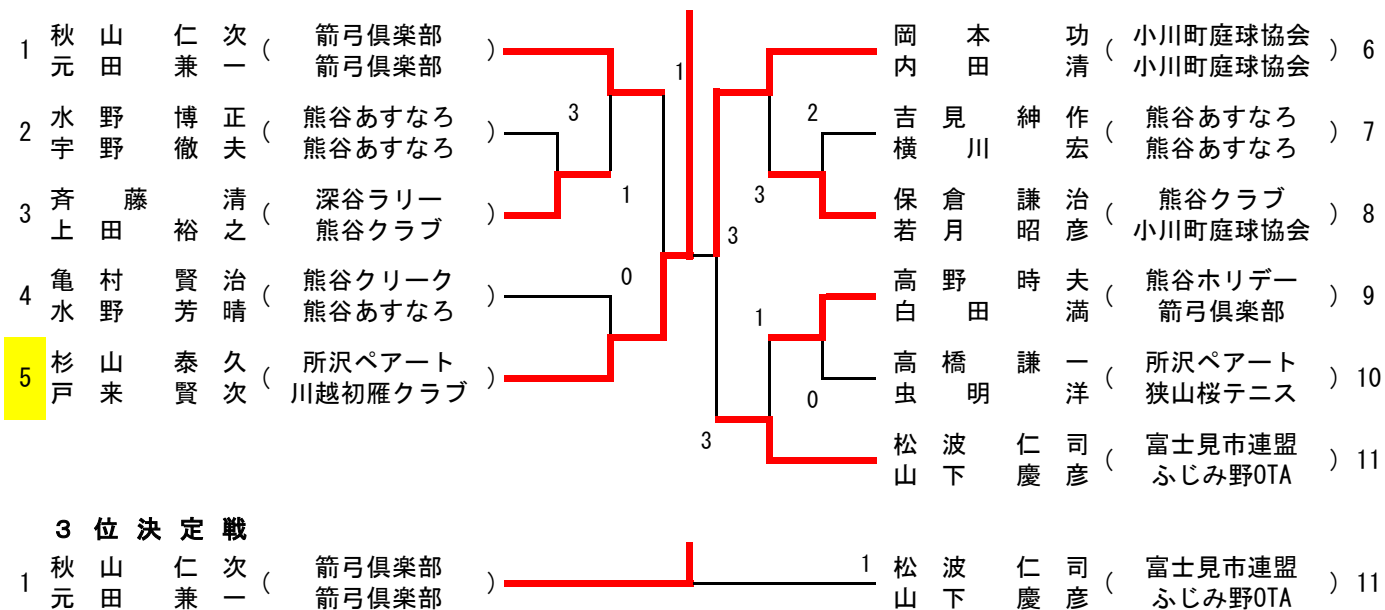 1 秋山 仁次 ( 箭弓倶楽部 )
元田 兼一 箭弓倶楽部
2 水野 博正 ( 熊谷あすなろ )
宇野 徹夫 熊谷あすなろ
3 斉藤 清 ( 深谷ラリー )
上田 裕之 熊谷クラブ
4 亀村 賢治 ( 熊谷クリーク )
水野 芳晴 熊谷あすなろ
5 杉山 泰久 ( 所沢ペアート )
戸来 賢次 川越初雁クラブ
3
1
0
1
3
2
3
1
0
3
岡本 功 ( 小川町庭球協会 ) 6
内田 清 小川町庭球協会
吉見 紳作 ( 熊谷あすなろ ) 7
横川 宏 熊谷あすなろ
保倉 謙治 ( 熊谷クラブ ) 8
若月 昭彦 小川町庭球協会
高野 時夫 ( 熊谷ホリデー ) 9
白田 満 箭弓倶楽部
高橋 謙一 ( 所沢ペアート ) 10
虫明 洋 狭山桜テニス
松波 仁司 ( 富士見市連盟 ) 11
山下 慶彦 ふじみ野OTA
3位決定戦
1 秋山 仁次 ( 箭弓倶楽部 )
元田 兼一 箭弓倶楽部
1 松波 仁司 ( 富士見市連盟 ) 11
山下 慶彦 ふじみ野OTA